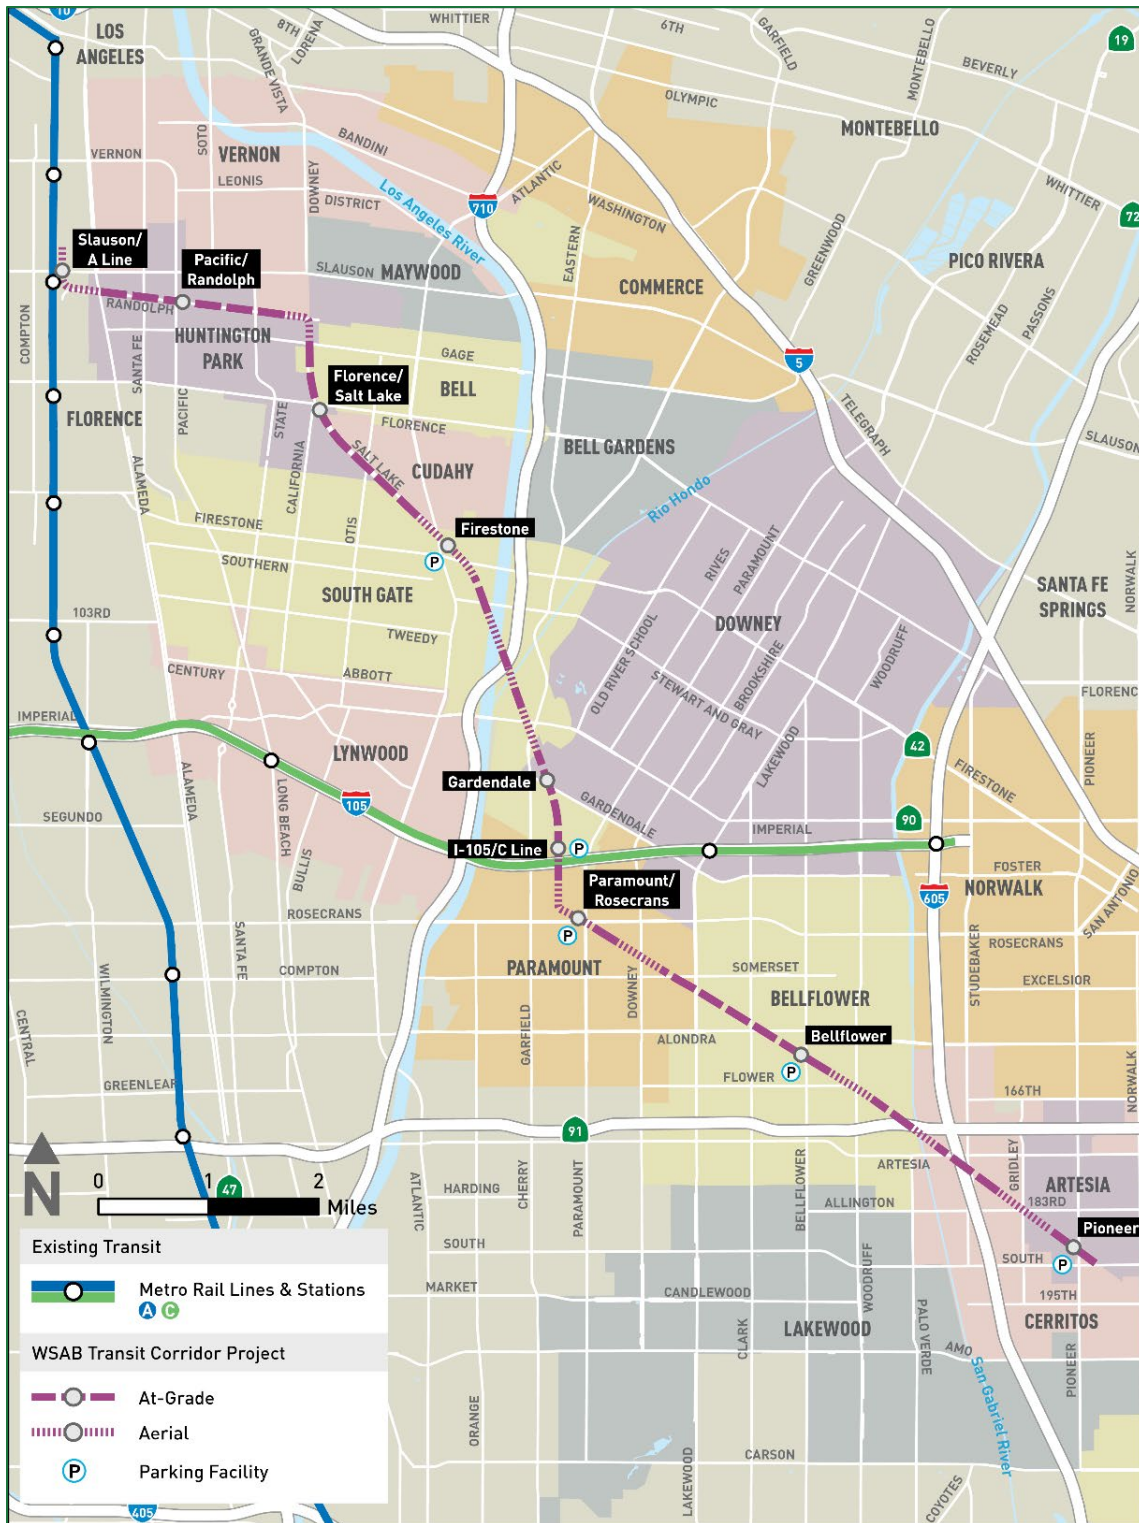 10
LOS
ANGELES
8TH
LORENA
GRANDE VISTA
WHITTIER
6TH
GARFIELD
MONTEBELLO
19
BEVERLY
OLYMPIC
MONTEBELLO
VERNON
SOTO
VERNON
LEONIS
DOWNEY
BANDINI
DISTRICT
Los Angeles River
710
ATLANTIC
WASHINGTON
WHITTIER
72
EASTERN
GREENWOOD
Slauson/
A Line
Pacific/
Randolph
SLAUSON
MAYWOOD
COMMERCE
PICO RIVERA
PASSONS
ROSEMEAD
COMPTON
RANDOLPH
HUNTINGTON
PARK
SANTA FE
PACIFIC
GAGE
BELL
5
Florence/
Salt Lake
FLORENCE
STATE
FLORENCE
TELEGRAPH
SLAUSON
BELL GARDENS
ALAMEDA
CALIFORNIA
SALT LAKE
CUDAHY
Rio Hondo
FIRESTONE
OTIS
Firestone
P
SOUTHERN
RIVES
PARAMOUNT
SOUTH GATE
SANTA FE
SPRINGS
NORWALK
103RD
TWEEDY
OLD RIVER SCHOOL
DOWNEY
BROOKSHIRE
WOODRUFF
CENTURY
ABBOTT
STEWART AND GRAY
FLORENC
IMPERIAL
LYNWOOD
LAKEWOOD
42
PIONEER
FIRESTONE
ALAMEDA
LONG BEACH
105
Gardendale
GARDENDALE
IMPERIAL
90
SEGUNDO
BULLIS
I-105/C Line
P
FOSTER
Paramount/
Rosecrans
605
NORWALK
SAN ANTONIO
ROSECRANS
P
ROSECRANS
SANTA FE
COMPTON
PARAMOUNT
DOWNEY
SOMERSET
STUDEBAKER
EXCELSIOR
WILMINGTON
BELLFLOWER
CENTRAL
GARFIELD
ALONDRA
Bellflower
P
FLOWER
GREENLEAF
166TH
NORWALK
91
ARTESIA
GRIDLEY
N
0 1 2
Miles
47
ATLANTIC
HARDING
CHERRY
PARAMOUNT
BELLFLOWER
ALLINGTON
ARTESIA
183RD
Pioneer
SOUTH
SOUTH
P
MARKET
CANDLEWOOD
WOODRUFF
195TH
CERRITOS
LAKEWOOD
CLARK
PALO VERDE
AMO
PIONEER
San Gabriel River
ORANGE
LAKEWOOD
CARSON
COYOTES
405
Existing Transit
Metro Rail Lines & Stations
A C
WSAB Transit Corridor Project
At-Grade
Aerial
P Parking Facility